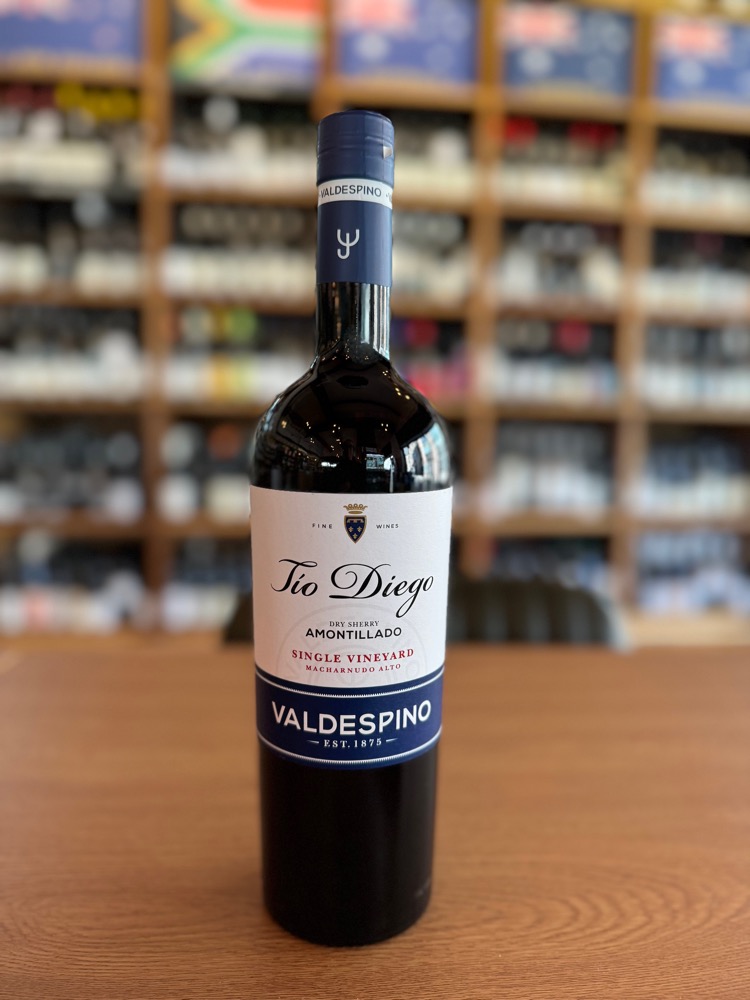 VALDESPINO
FINE WINES
Tío Diego
DRY SHERRY
AMONTILLADO
SINGLE VINEYARD
MACHARNUDO ALTO
VALDESPINO
EST. 1875